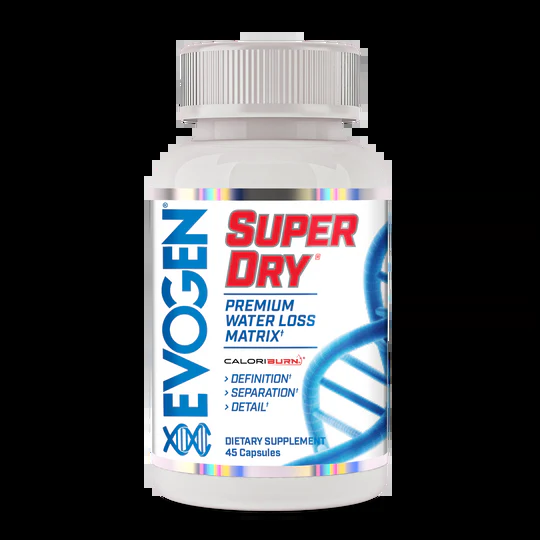 EVOGEN®
SUPER
DRY®
PREMIUM
WATER LOSS
MATRIX†
CALORIBURN®
> DEFINITION†
> SEPARATION†
> DETAIL†
DIETARY SUPPLEMENT
45 Capsules